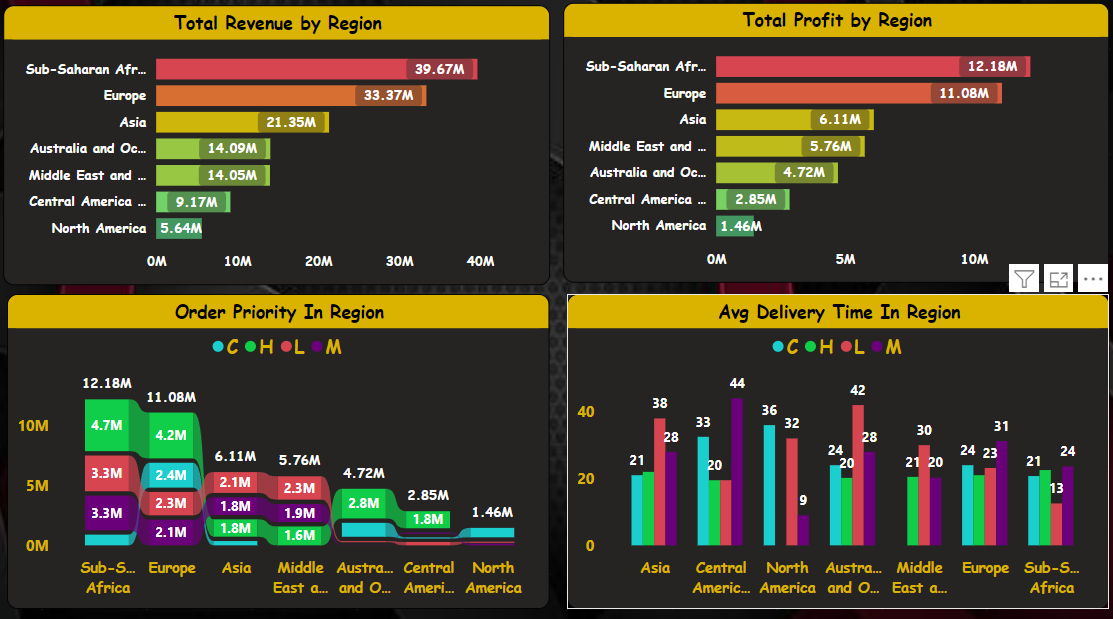 Total Revenue by Region
Sub-Saharan Afr... 39.67M
Europe 33.37M
Asia 21.35M
Australia and Oc... 14.09M
Middle East and ... 14.05M
Central America ... 9.17M
North America 5.64M
0M 10M 20M 30M 40M
Total Profit by Region
Sub-Saharan Afr... 12.18M
Europe 11.08M
Asia 6.11M
Middle East and ... 5.76M
Australia and Oc... 4.72M
Central America ... 2.85M
North America 1.46M
0M 5M 10M
Order Priority In Region
C H L M
12.18M 11.08M 6.11M 5.76M 4.72M 2.85M 1.46M
10M
5M
0M
4.7M 3.3M 3.3M
4.2M 2.4M 2.3M 2.1M
2.1M 1.8M 1.8M
2.3M 1.9M 1.6M
2.8M
1.8M
Sub-S... Europe Asia Middle Austra... Central North
Africa East a... and O... Ameri... America
Avg Delivery Time In Region
C H L M
40
20
0
21 38 28
33 20 44
36 32 9
24 20 42 28
21 30 20
24 23 31
21 13 24
Asia Central North Austra... Middle Europe Sub-S...
Americ... America and O... East a... Africa